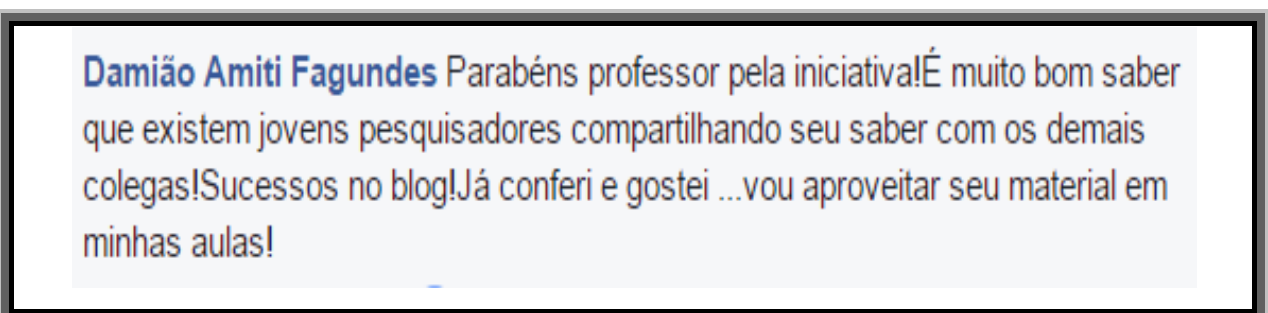 Damião Amiti Fagundes Parabéns professor pela iniciativa!É muito bom saber
que existem jovens pesquisadores compartilhando seu saber com os demais
colegas!Sucessos no blog!Já conferi e gostei ...vou aproveitar seu material em
minhas aulas!